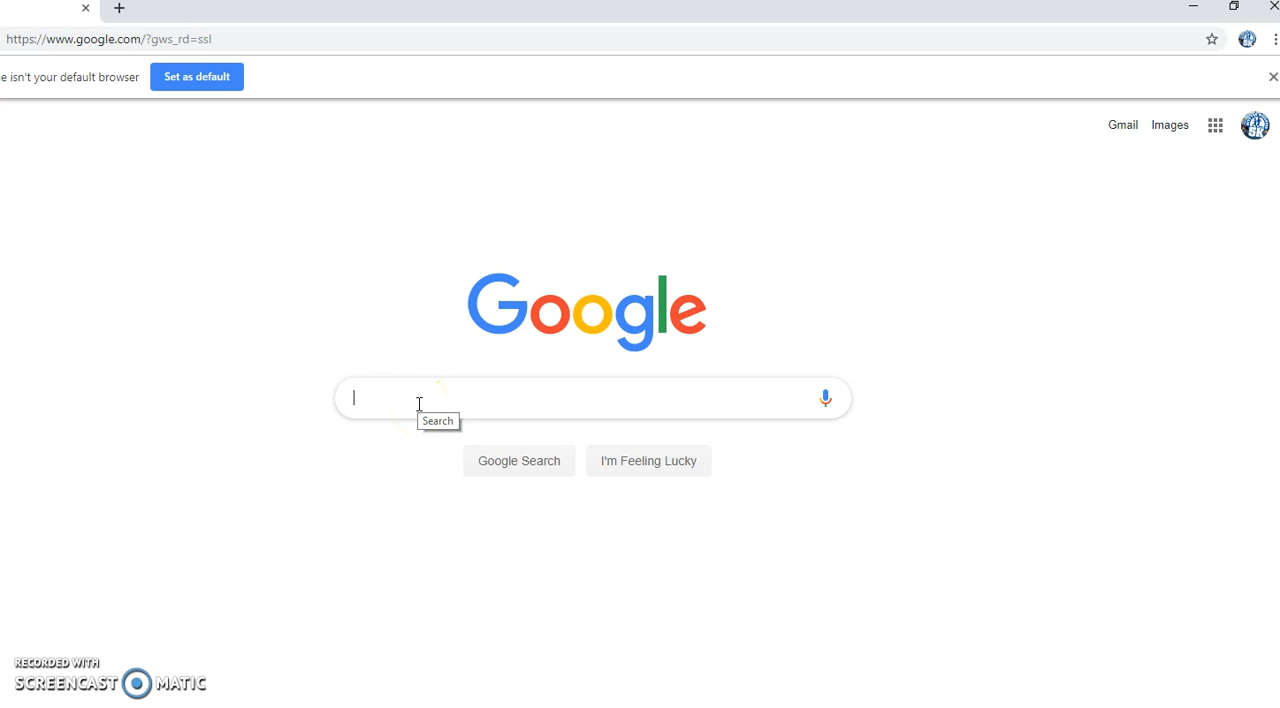 https://www.google.com/?gws_rd=ssl
e isn't your default browser
Set as default
Gmail Images
Google
Search
Google Search
I'm Feeling Lucky
RECORDED WITH
SCREENCAST MATIC